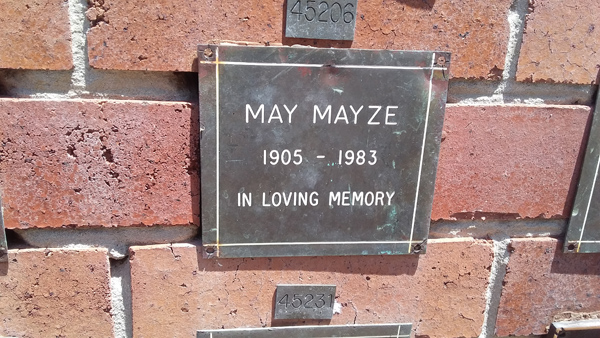 45206
MAY MAYZE
1905 - 1983
IN LOVING MEMORY
45231